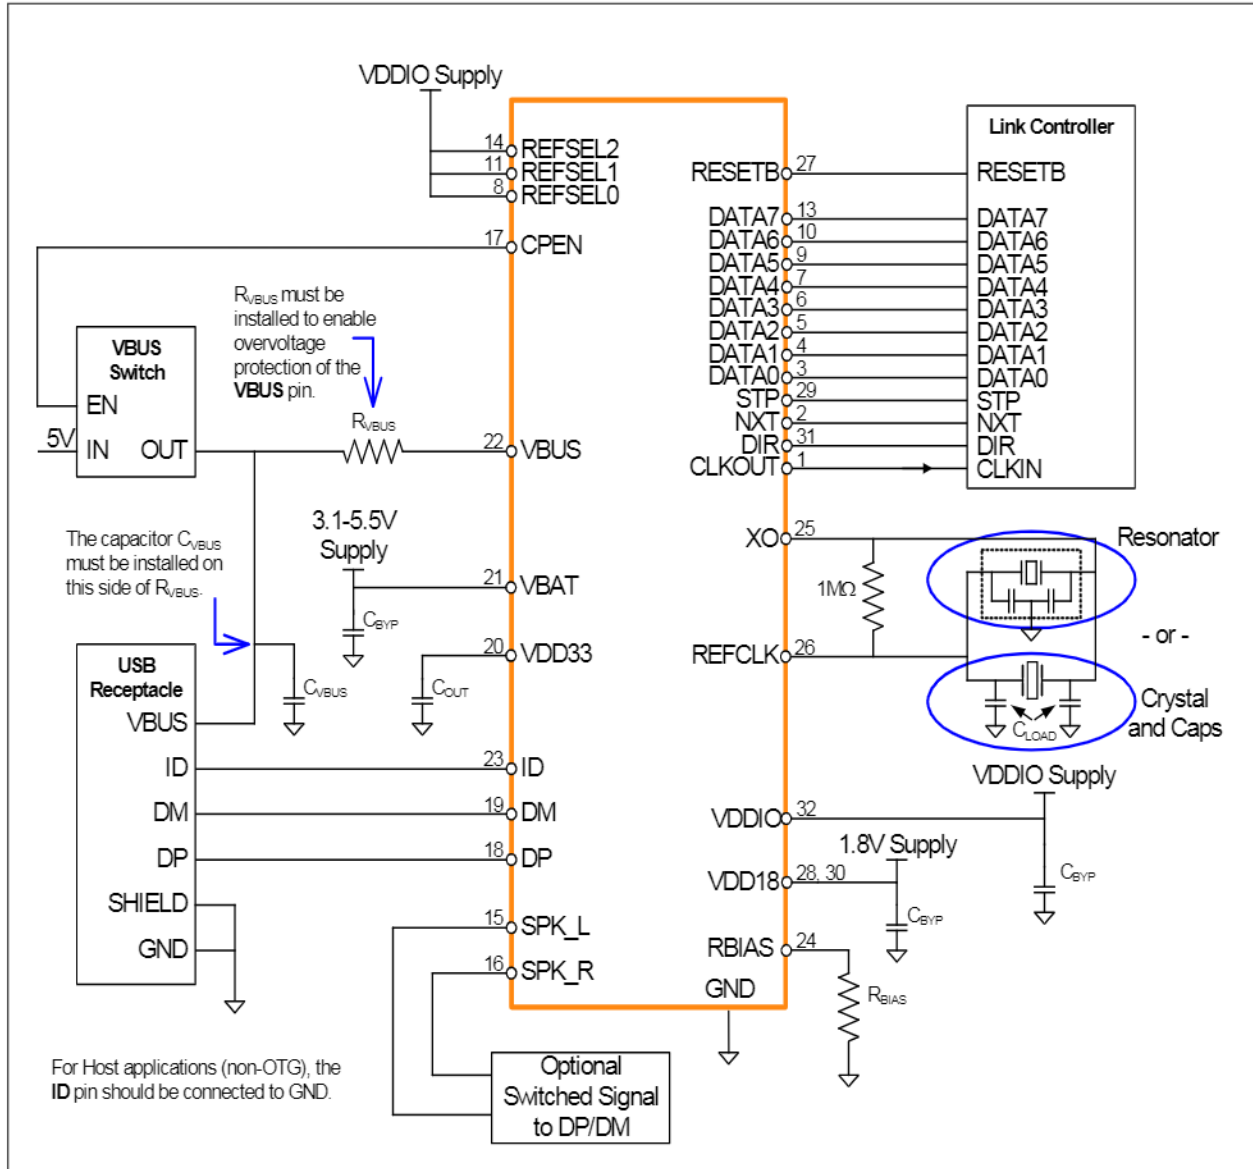 VDDIO Supply
14
REFSEL2
11
REFSEL1
8
REFSEL0
17
CPEN
RVBUS must be
installed to enable
overvoltage
protection of the
VBUS pin.
VBUS
Switch
EN
5V
IN
OUT
RVBUS
22
VBUS
3.1-5.5V
Supply
The capacitor CVBUS
must be installed on
this side of RVBUS.
21
VBAT
CBYP
20
VDD33
CVBUS
COUT
USB
Receptacle
VBUS
ID
23
ID
DM
19
DM
DP
18
DP
SHIELD
GND
15
SPK_L
16
SPK_R
GND
Optional
Switched Signal
to DP/DM
For Host applications (non-OTG), the
ID pin should be connected to GND.
Link Controller
RESETB
27
RESETB
DATA7
13
DATA7
DATA6
10
DATA6
DATA5
9
DATA5
DATA4
7
DATA4
DATA3
6
DATA3
DATA2
5
DATA2
DATA1
4
DATA1
DATA0
3
DATA0
STP
29
STP
NXT
2
NXT
DIR
31
DIR
CLKOUT
1
CLKIN
XO
25
1MΩ
Resonator
- or -
REFCLK
26
CLOAD
Crystal
and Caps
VDDIO Supply
VDDIO
32
CBYP
1.8V Supply
VDD18
28, 30
CBYP
RBIAS
24
RBIAS